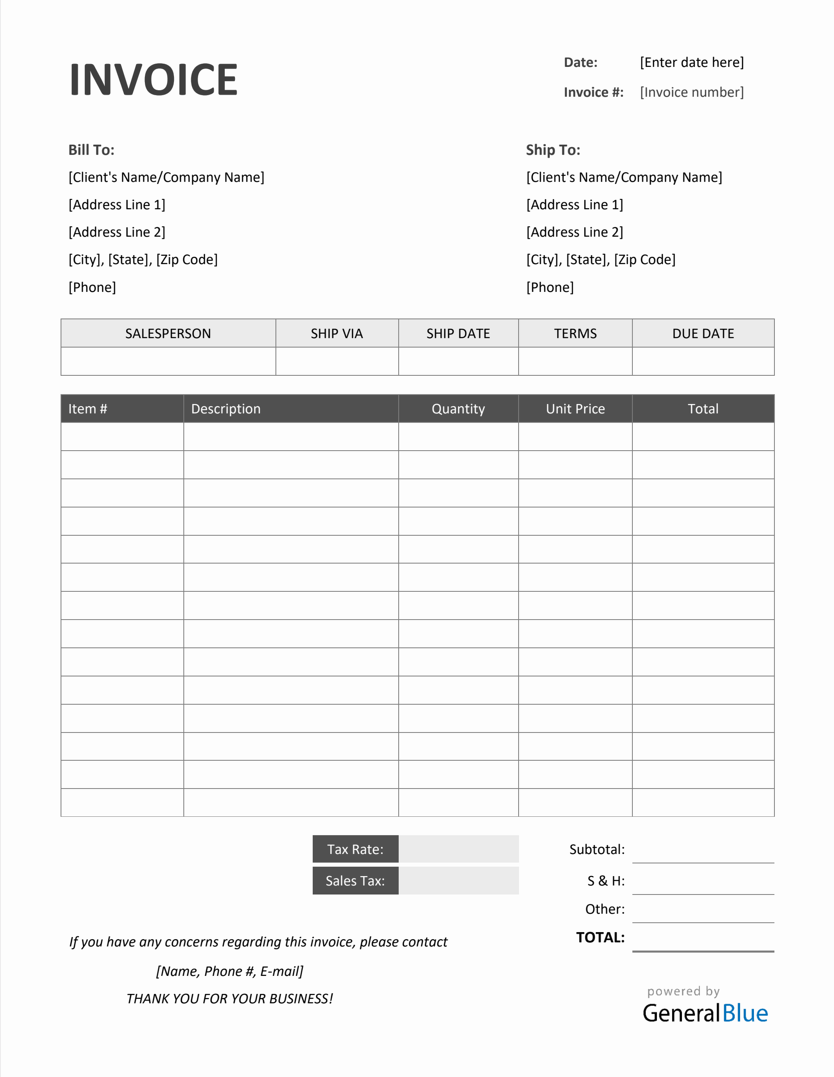 INVOICE
Date: [Enter date here]
Invoice #: [Invoice number]
Bill To:
[Client's Name/Company Name]
[Address Line 1]
[Address Line 2]
[City], [State], [Zip Code]
[Phone]
Ship To:
[Client's Name/Company Name]
[Address Line 1]
[Address Line 2]
[City], [State], [Zip Code]
[Phone]
SALESPERSON SHIP VIA SHIP DATE TERMS DUE DATE
Item # Description Quantity Unit Price Total
Tax Rate: Subtotal:
Sales Tax: S & H:
Other:
TOTAL:
If you have any concerns regarding this invoice, please contact
[Name, Phone #, E-mail]
THANK YOU FOR YOUR BUSINESS!
powered by
GeneralBlue